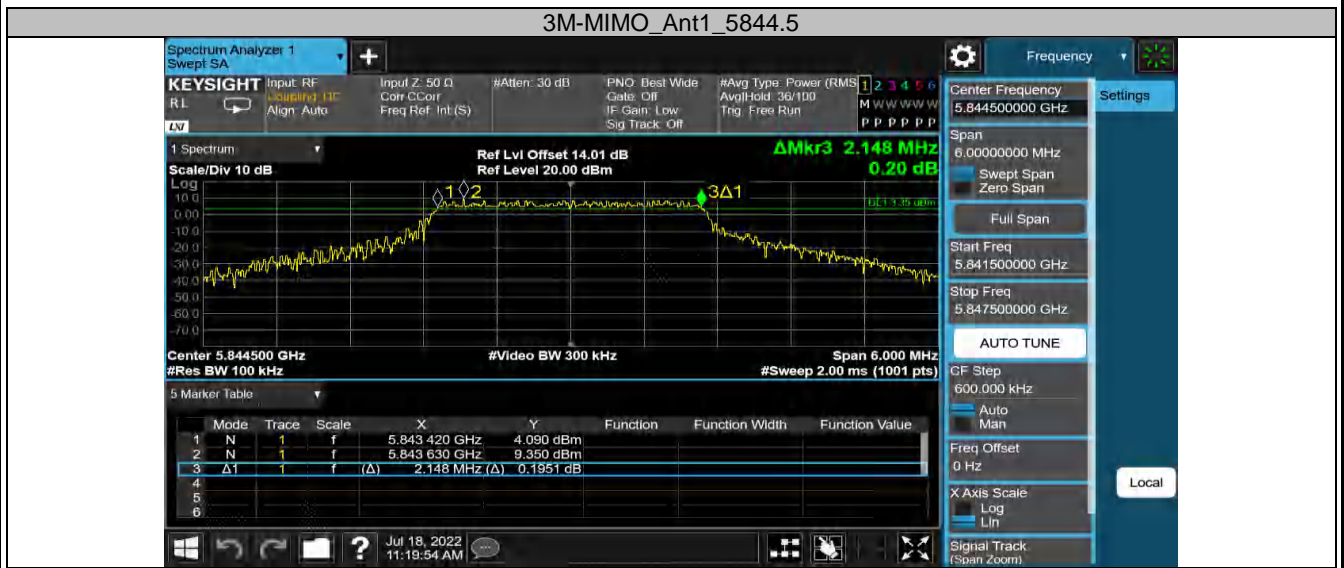 3M-MIMO_Ant1_5844.5
Spectrum Analyzer 1
Swept SA
+
Frequency
KEYSIGHT
RL
LXI
Input: RF
Coupling: DC
Align: Auto
Input Z: 50 Ω
Corr CCorr
Freq Ref: Int (S)
#Atten: 30 dB
PNO: Best Wide
Gate: Off
IF Gain: Low
Sig Track: Off
#Avg Type: Power (RMS
Avg|Hold: 36/100
Trig: Free Run
1 2 3 4 5 6
M W W W W W
P P P P P P
Center Frequency
5.844500000 GHz
Settings
1 Spectrum
Scale/Div 10 dB
Ref Lvl Offset 14.01 dB
Ref Level 20.00 dBm
ΔMkr3 2.148 MHz
0.20 dB
Log
10.0
0.00
-10.0
-20.0
-30.0
-40.0
-50.0
-60.0
-70.0
1
2
3Δ1
DL1 3.35 dBm
Center 5.844500 GHz
#Res BW 100 kHz
#Video BW 300 kHz
Span 6.000 MHz
#Sweep 2.00 ms (1001 pts)
Span
6.00000000 MHz
Swept Span
Zero Span
Full Span
Start Freq
5.841500000 GHz
Stop Freq
5.847500000 GHz
AUTO TUNE
CF Step
600.000 kHz
Auto
Man
Freq Offset
0 Hz
X Axis Scale
Log
Lin
Signal Track
(Span Zoom)
Local
5 Marker Table
Mode Trace Scale X Y Function Function Width Function Value
1 N 1 f 5.843 420 GHz 4.090 dBm
2 N 1 f 5.843 630 GHz 9.350 dBm
3 Δ1 1 f (Δ) 2.148 MHz (Δ) 0.1951 dB
4
5
6
?
Jul 18, 2022
11:19:54 AM